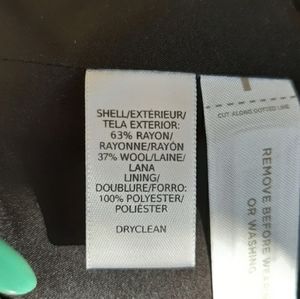 SHELL/EXTÉRIEUR/
TELA EXTERIOR:
63% RAYON/
RAYONNE/RAYÓN
37% WOOL/LAINE/
LANA
LINING/
DOUBLURE/FORRO:
100% POLYESTER/
POLIÉSTER
DRYCLEAN
CUT ALONG DOTTED LINE
REMOVE BEFORE WEARING
OR WASHING